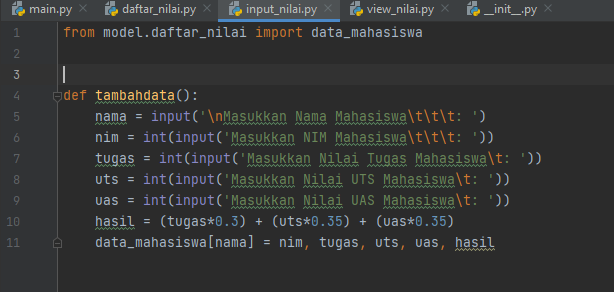 main.py daftar_nilai.py input_nilai.py view_nilai.py __init__.py
1 from model.daftar_nilai import data_mahasiswa
2
3
4 def tambahdata():
5 nama = input('\nMasukkan Nama Mahasiswa\t\t\t: ')
6 nim = int(input('Masukkan NIM Mahasiswa\t\t\t: '))
7 tugas = int(input('Masukkan Nilai Tugas Mahasiswa\t: '))
8 uts = int(input('Masukkan Nilai UTS Mahasiswa\t: '))
9 uas = int(input('Masukkan Nilai UAS Mahasiswa\t: '))
10 hasil = (tugas*0.3) + (uts*0.35) + (uas*0.35)
11 data_mahasiswa[nama] = nim, tugas, uts, uas, hasil